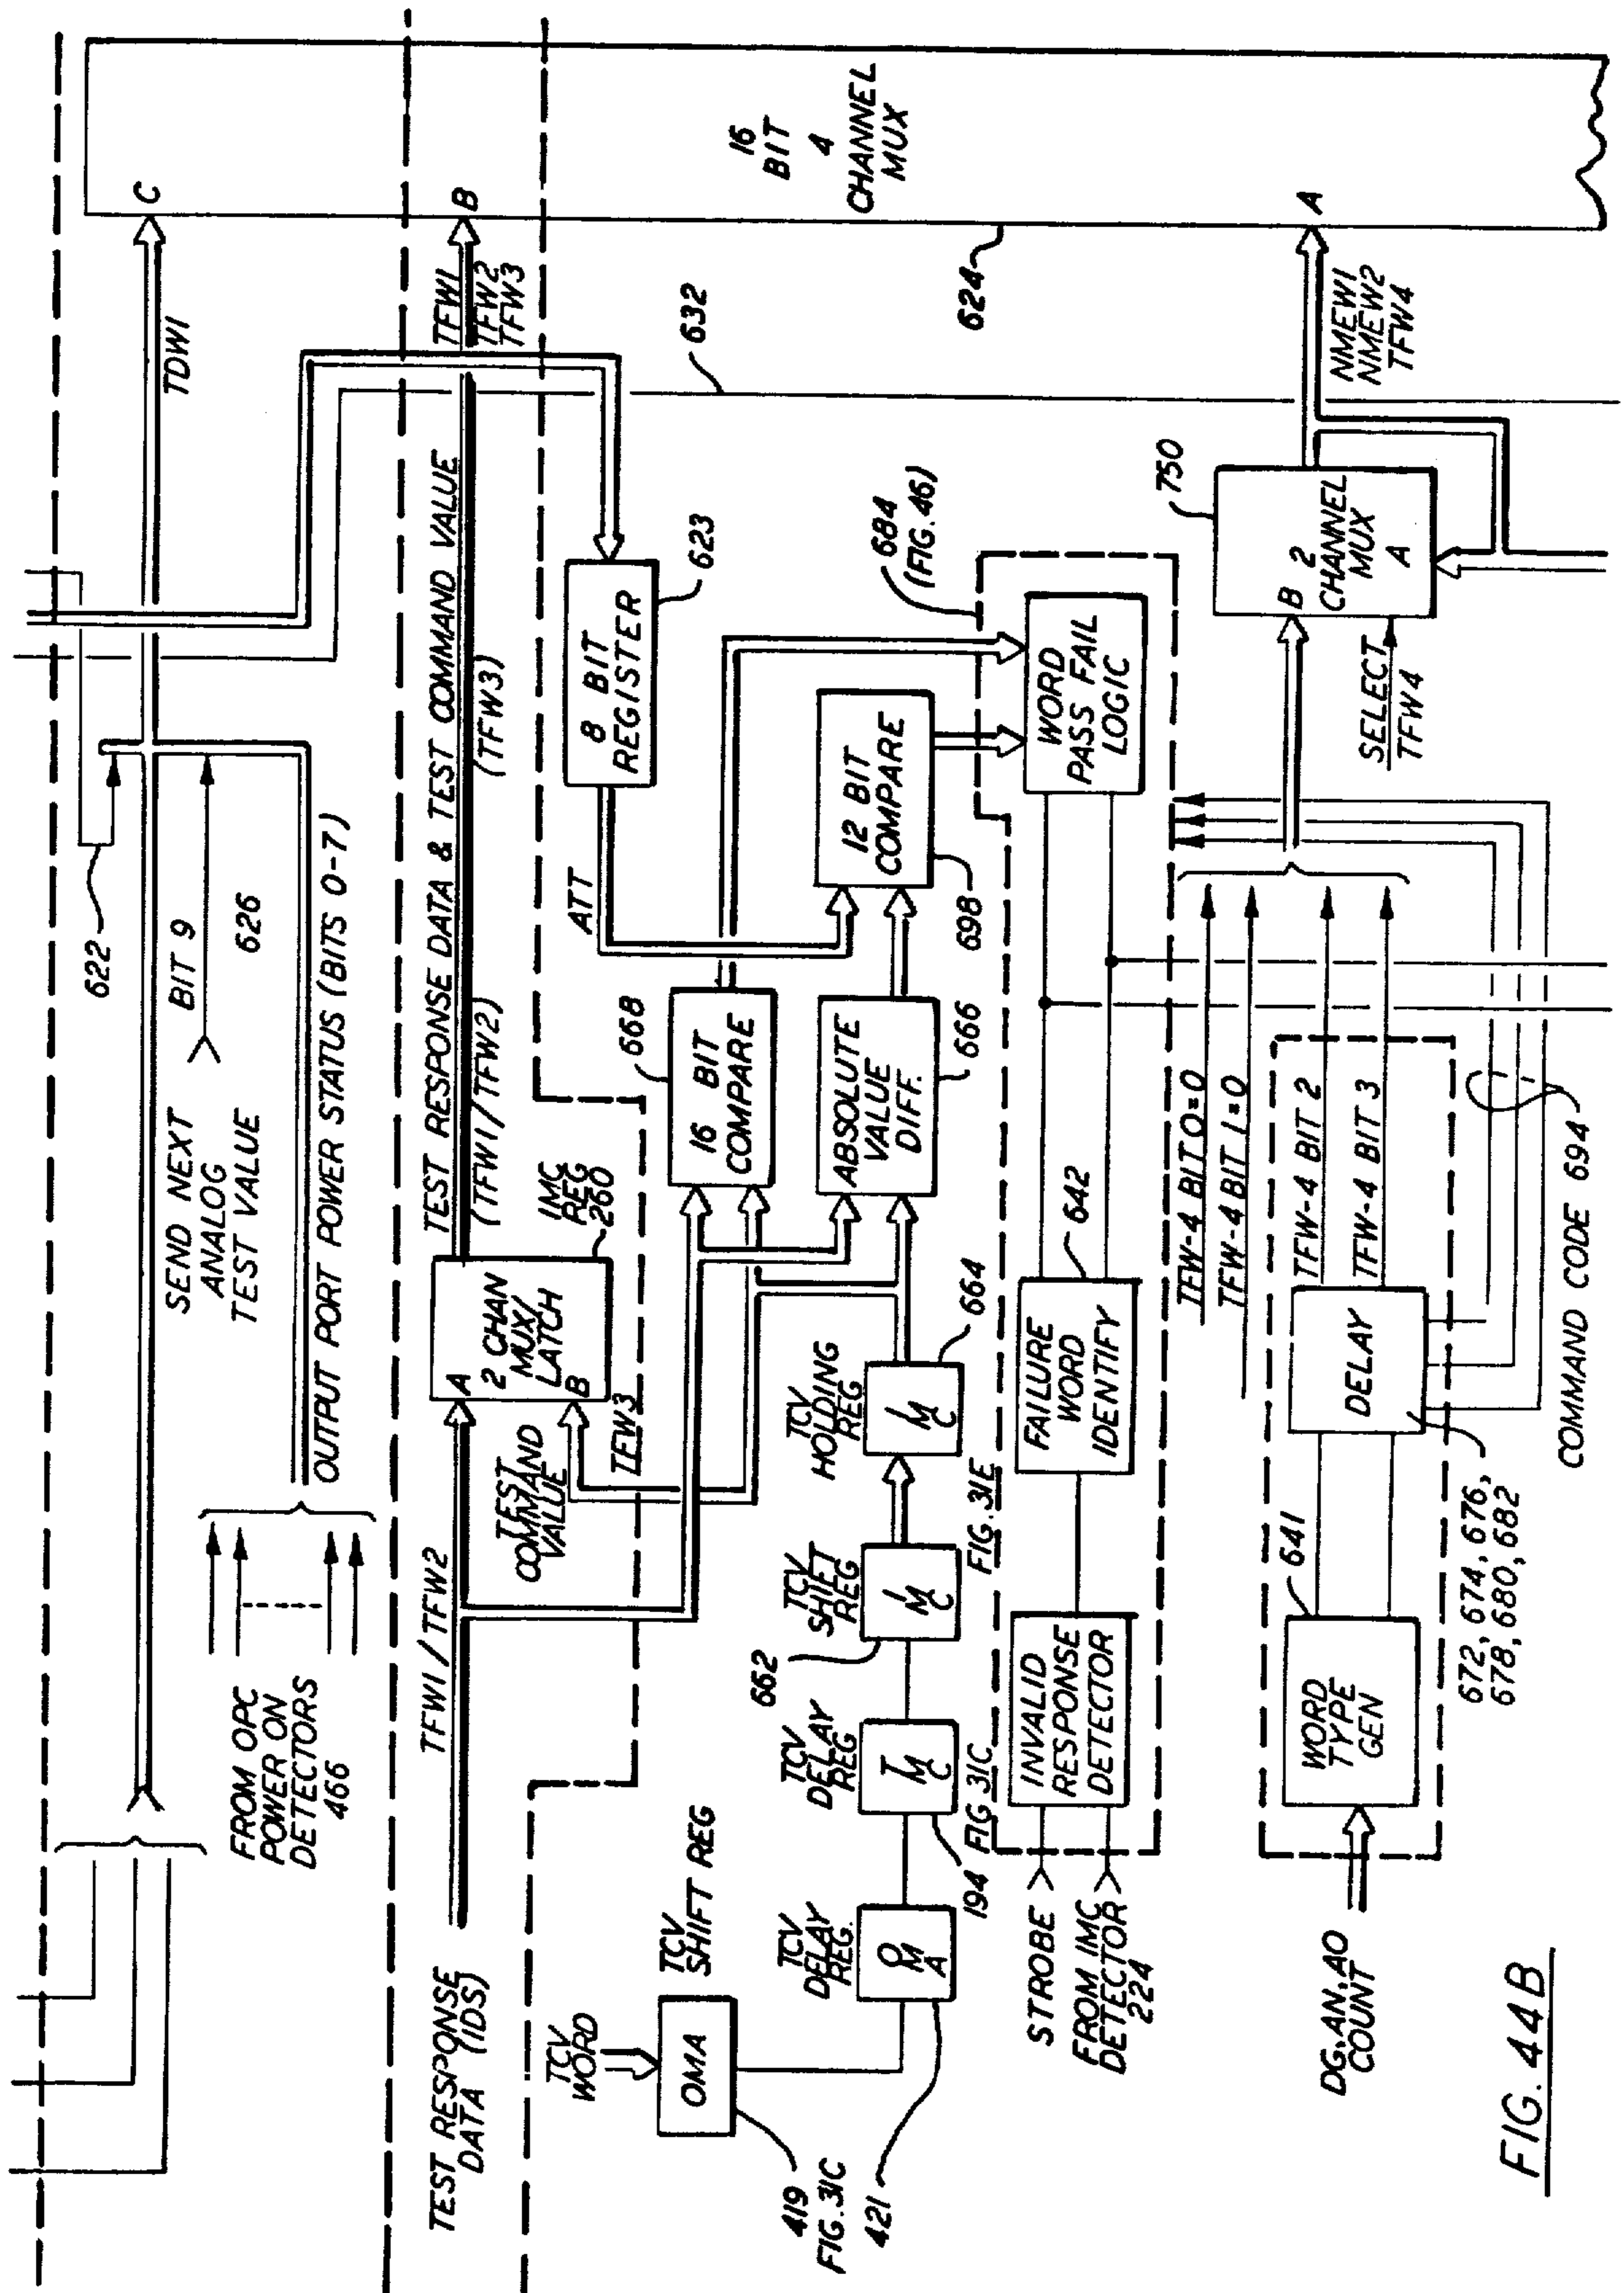 C
TDW1
622
SEND NEXT
ANALOG
TEST VALUE
BIT 9
626
FROM OPC
POWER ON
DETECTORS
466
OUTPUT PORT POWER STATUS (BITS 0-7)
16
BIT
4
CHANNEL
MUX
B
TFW1
TFW2
TFW3
TEST RESPONSE
DATA (IDS)
TFW1/TFW2
A
2 CHAN
MUX/
LATCH
B
IMC
REG
260
TEST RESPONSE DATA & TEST COMMAND VALUE
(TFW1/TFW2)
(TFW3)
TEST
COMMAND
VALUE
TFW3
632
624
8 BIT
REGISTER
623
ATT
668
16 BIT
COMPARE
684
(FIG. 46)
TCV
WORD
OMA
TCV
SHIFT REG
419
FIG. 31C
421
TCV
DELAY
REG.
OMA
TCV
DELAY
REG
TMC
194
FIG 31C
662
TCV
SHIFT
REG
IMC
FIG. 31E
TCV
HOLDING
REG
IMC
664
ABSOLUTE
VALUE
DIFF.
666
12 BIT
COMPARE
698
STROBE
FROM IMC
DETECTOR
224
INVALID
RESPONSE
DETECTOR
FAILURE
WORD
IDENTIFY
642
WORD
PASS FAIL
LOGIC
TFW-4 BIT 0=0
TFW-4 BIT 1=0
TFW-4 BIT 2
TFW-4 BIT 3
SELECT
TFW4
B
2
CHANNEL
MUX
A
750
NMEW1
NMEW2
TFW4
A
DG, AN, AO
COUNT
WORD
TYPE
GEN
641
DELAY
672, 674, 676,
678, 680, 682
COMMAND CODE 694
FIG. 44B